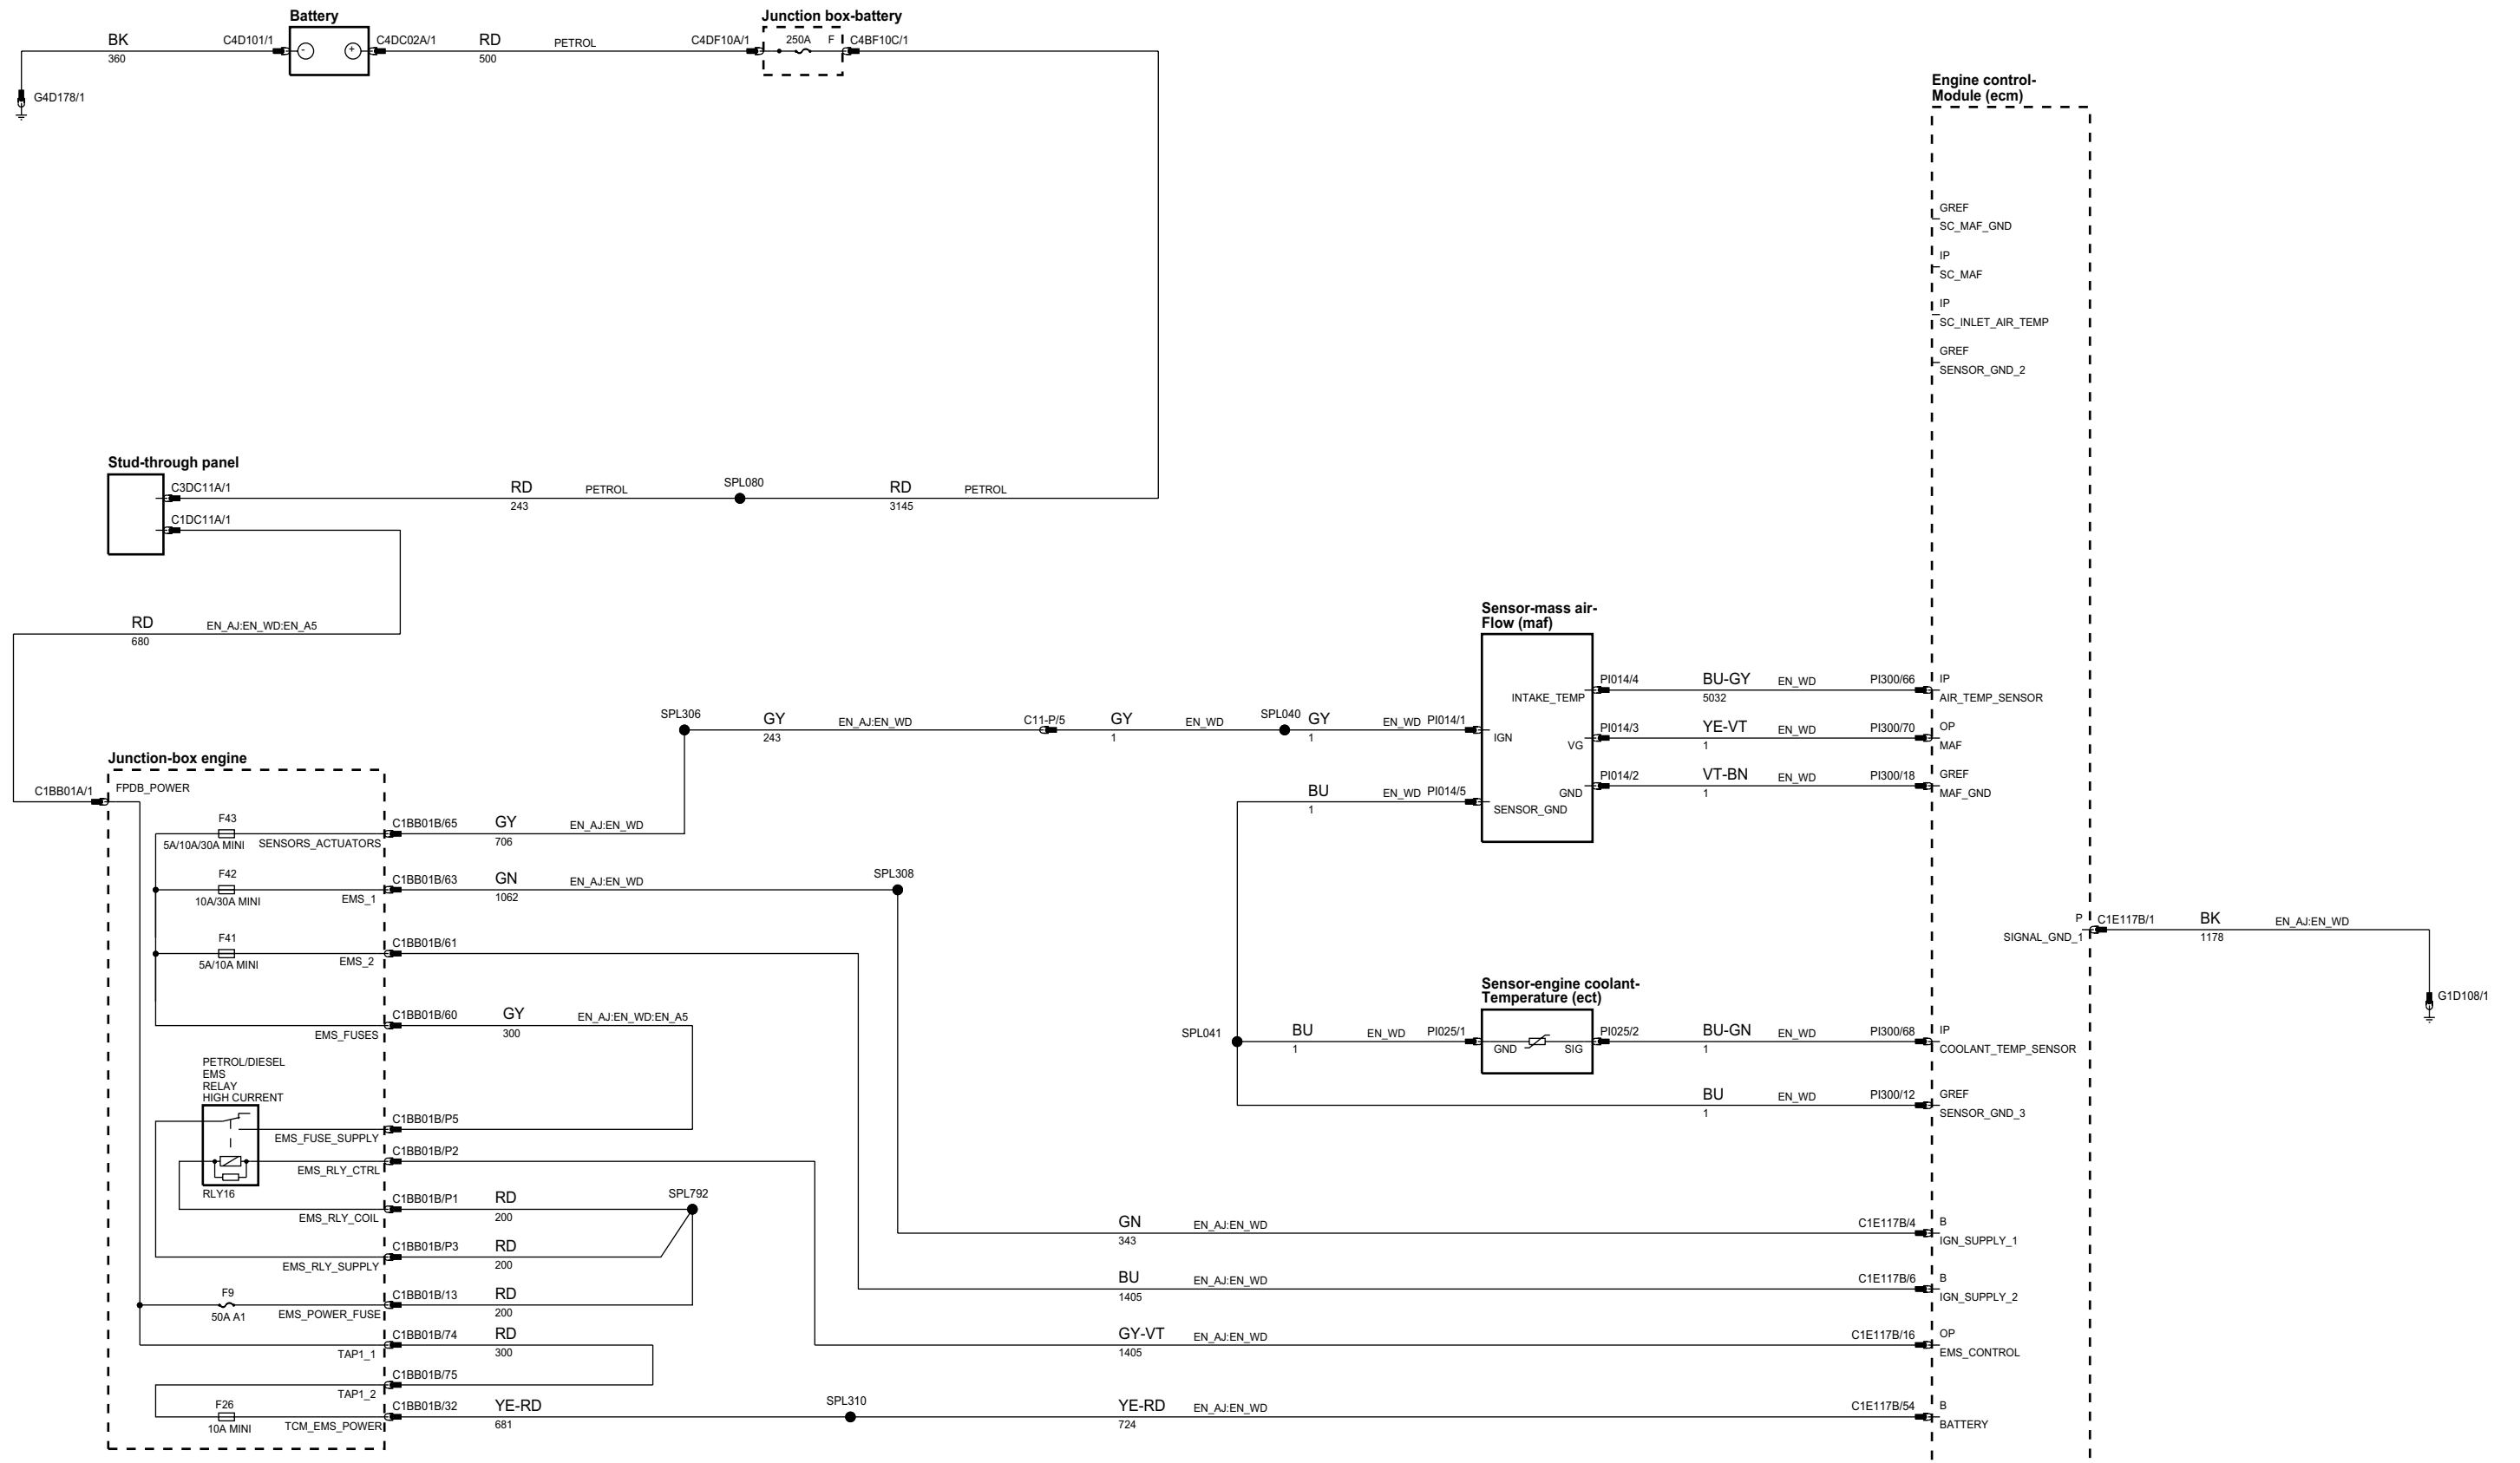 Battery
Junction box-battery
BK
360
C4D101/1
-
+
C4DC02A/1
RD
500
PETROL
C4DF10A/1
250A
F
C4BF10C/1
G4D178/1
Engine control-
Module (ecm)
GREF
SC_MAF_GND
IP
SC_MAF
IP
SC_INLET_AIR_TEMP
GREF
SENSOR_GND_2
Stud-through panel
C3DC11A/1
RD
243
PETROL
SPL080
RD
3145
PETROL
C1DC11A/1
RD
680
EN_AJ:EN_WD:EN_A5
Sensor-mass air-
Flow (maf)
INTAKE_TEMP
PI014/4
BU-GY
5032
EN_WD
PI300/66
IP
AIR_TEMP_SENSOR
SPL306
GY
243
EN_AJ:EN_WD
C11-P/5
GY
1
EN_WD
SPL040
GY
1
EN_WD
PI014/1
IGN
VG
PI014/3
YE-VT
1
EN_WD
PI300/70
OP
MAF
GND
PI014/2
VT-BN
1
EN_WD
PI300/18
GREF
MAF_GND
BU
1
EN_WD
PI014/5
SENSOR_GND
Junction-box engine
C1BB01A/1
FPDB_POWER
F43
5A/10A/30A MINI
SENSORS_ACTUATORS
C1BB01B/65
GY
706
EN_AJ:EN_WD
F42
10A/30A MINI
EMS_1
C1BB01B/63
GN
1062
EN_AJ:EN_WD
SPL308
F41
5A/10A MINI
EMS_2
C1BB01B/61
P
SIGNAL_GND_1
C1E117B/1
BK
1178
EN_AJ:EN_WD
G1D108/1
EMS_FUSES
C1BB01B/60
GY
300
EN_AJ:EN_WD:EN_A5
Sensor-engine coolant-
Temperature (ect)
SPL041
BU
1
EN_WD
PI025/1
GND
SIG
PI025/2
BU-GN
1
EN_WD
PI300/68
IP
COOLANT_TEMP_SENSOR
BU
1
EN_WD
PI300/12
GREF
SENSOR_GND_3
PETROL/DIESEL
EMS
RELAY
HIGH CURRENT
RLY16
EMS_FUSE_SUPPLY
C1BB01B/P5
EMS_RLY_CTRL
C1BB01B/P2
EMS_RLY_COIL
C1BB01B/P1
RD
200
SPL792
EMS_RLY_SUPPLY
C1BB01B/P3
RD
200
GN
343
EN_AJ:EN_WD
C1E117B/4
B
IGN_SUPPLY_1
F9
50A A1
EMS_POWER_FUSE
C1BB01B/13
RD
200
BU
1405
EN_AJ:EN_WD
C1E117B/6
B
IGN_SUPPLY_2
TAP1_1
C1BB01B/74
RD
300
GY-VT
1405
EN_AJ:EN_WD
C1E117B/16
OP
EMS_CONTROL
TAP1_2
C1BB01B/75
F26
10A MINI
TCM_EMS_POWER
C1BB01B/32
YE-RD
681
SPL310
YE-RD
724
EN_AJ:EN_WD
C1E117B/54
B
BATTERY